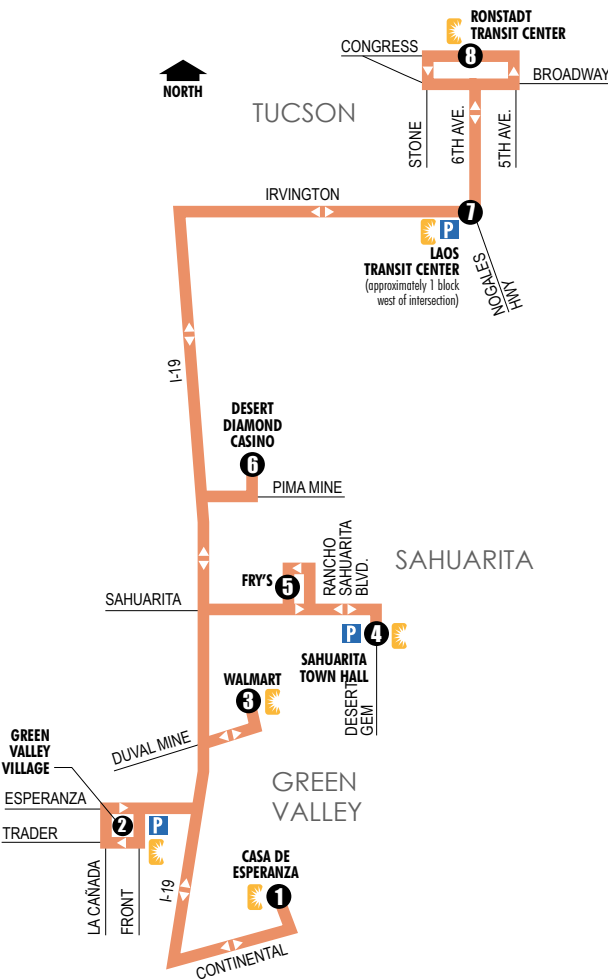 RONSTADT
TRANSIT CENTER
8
CONGRESS
BROADWAY
NORTH
TUCSON
STONE
6TH AVE.
5TH AVE.
IRVINGTON
7
P
LAOS
TRANSIT CENTER
(approximately 1 block
west of intersection)
NOGALES
HWY
I-19
DESERT
DIAMOND
CASINO
6
PIMA MINE
RANCHO
SAHUARITA
BLVD.
SAHUARITA
FRY'S
5
SAHUARITA
P
4
SAHUARITA
TOWN HALL
DESERT
GEM
WALMART
3
DUVAL MINE
GREEN
VALLEY
VILLAGE
GREEN
VALLEY
ESPERANZA
2
P
TRADER
LA CAÑADA
FRONT
I-19
CASA DE
ESPERANZA
1
CONTINENTAL